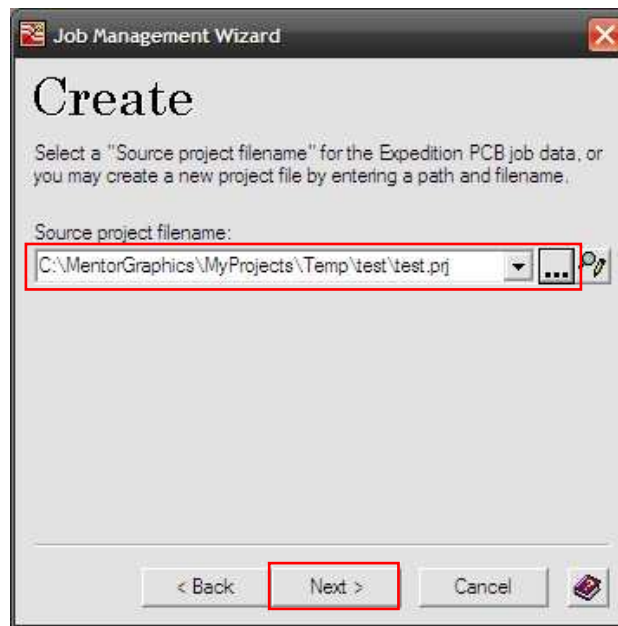 Job Management Wizard
Create
Select a "Source project filename" for the Expedition PCB job data, or
you may create a new project file by entering a path and filename.
Source project filename:
C:\MentorGraphics\MyProjects\Temp\test\test.prj
...
< Back Next > Cancel